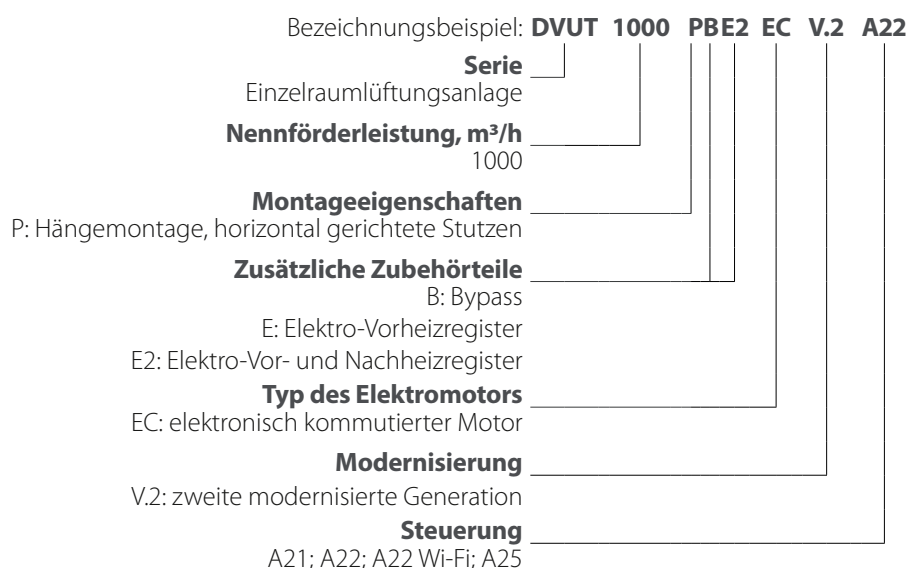 Bezeichnungsbeispiel: DVUT 1000 PBE2 EC V.2 A22
Serie
Einzelraumlüftungsanlage
Nennförderleistung, m³/h
1000
Montageeigenschaften
P: Hängemontage, horizontal gerichtete Stutzen
Zusätzliche Zubehörteile
B: Bypass
E: Elektro-Vorheizregister
E2: Elektro-Vor- und Nachheizregister
Typ des Elektromotors
EC: elektronisch kommutierter Motor
Modernisierung
V.2: zweite modernisierte Generation
Steuerung
A21; A22; A22 Wi-Fi; A25